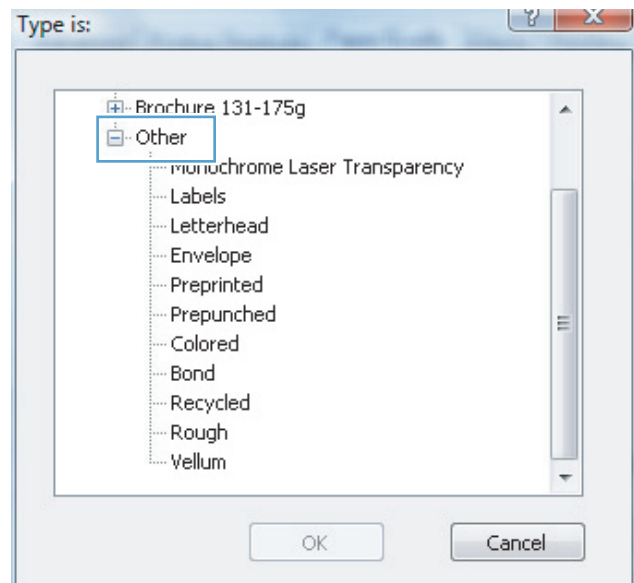 Type is:
Brochure 131-175g
Other
Monochrome Laser Transparency
Labels
Letterhead
Envelope
Preprinted
Prepunched
Colored
Bond
Recycled
Rough
Vellum
OK
Cancel